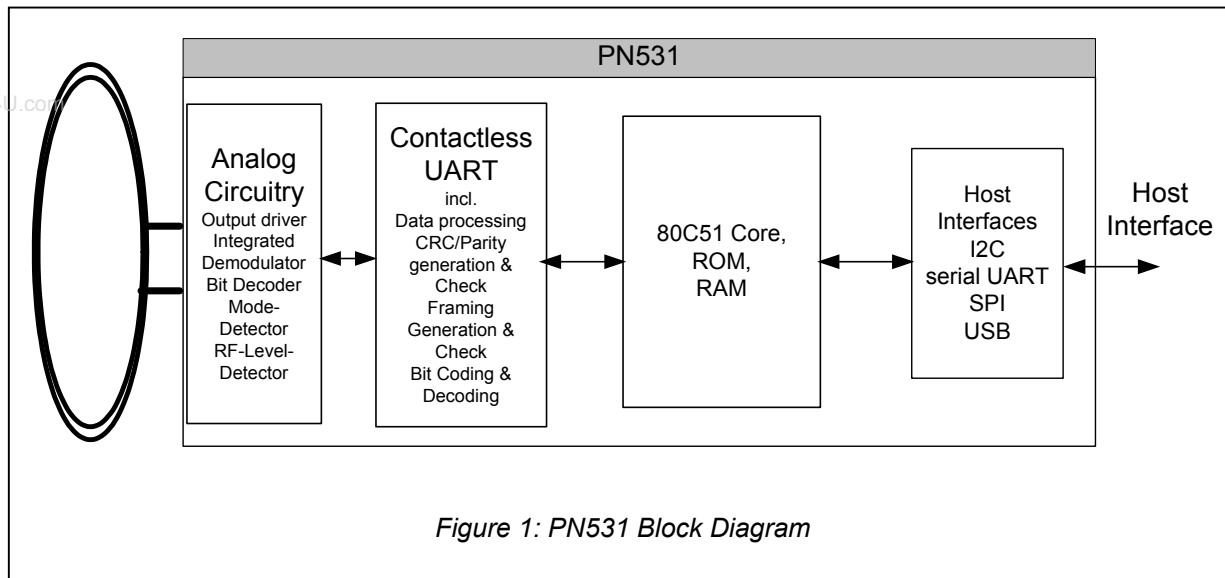 PN531
U.com
Analog
Circuitry
Output driver
Integrated
Demodulator
Bit Decoder
Mode-
Detector
RF-Level-
Detector
Contactless
UART
incl.
Data processing
CRC/Parity
generation &
Check
Framing
Generation &
Check
Bit Coding &
Decoding
80C51 Core,
ROM,
RAM
Host
Interfaces
I2C
serial UART
SPI
USB
Host
Interface
Figure 1: PN531 Block Diagram